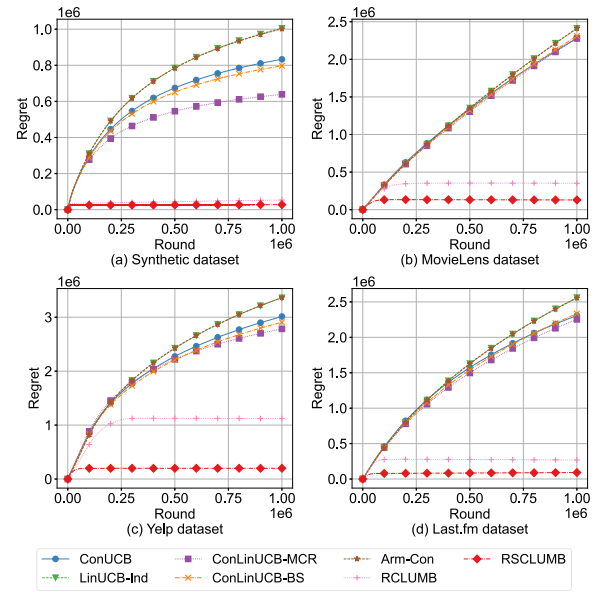 1e6
1e6
1.0
0.8
0.6
0.4
0.2
0.0
Regret
0.00 0.25 0.50 0.75 1.00
Round
1e6
(a) Synthetic dataset
2.5
2.0
1.5
1.0
0.5
0.0
Regret
0.00 0.25 0.50 0.75 1.00
Round
1e6
(b) MovieLens dataset
1e6
1e6
3
2
1
0
Regret
0.00 0.25 0.50 0.75 1.00
Round
1e6
(c) Yelp dataset
2.5
2.0
1.5
1.0
0.5
0.0
Regret
0.00 0.25 0.50 0.75 1.00
Round
1e6
(d) Last.fm dataset
ConUCB ConLinUCB-MCR Arm-Con RSCLUMB
LinUCB-Ind ConLinUCB-BS RCLUMB